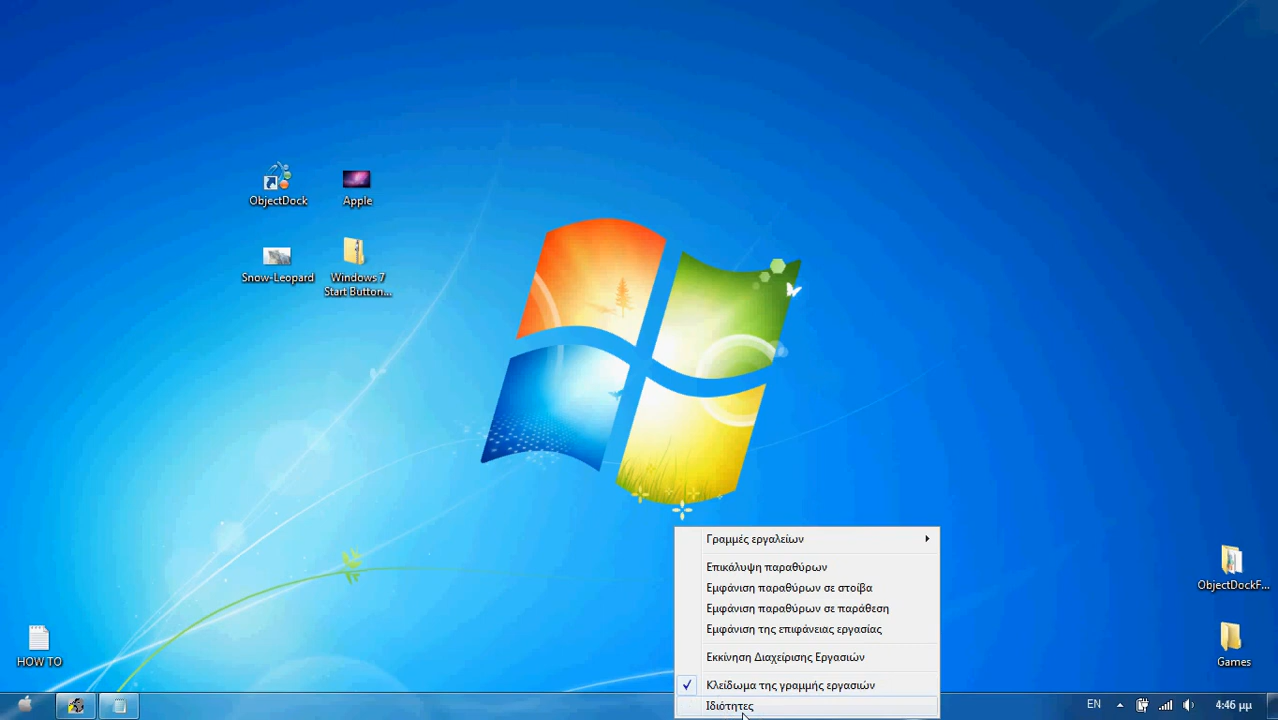 ObjectDock
Apple
Snow-Leopard
Windows 7
Start Button...
Γραμμές εργαλείων
Επικάλυψη παραθύρων
Εμφάνιση παραθύρων σε στοίβα
Εμφάνιση παραθύρων σε παράθεση
Εμφάνιση της επιφάνειας εργασίας
Εκκίνηση Διαχείρισης Εργασιών
Κλείδωμα της γραμμής εργασιών
Ιδιότητες
ObjectDockF...
Games
HOW TO
EN
4:46 μμ